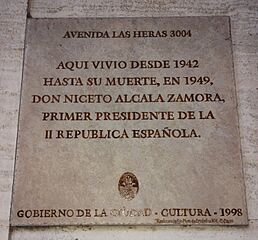 AVENIDA LAS HERAS 3004
AQUI VIVIO DESDE 1942
HASTA SU MUERTE, EN 1949,
DON NICETO ALCALA ZAMORA,
PRIMER PRESIDENTE DE LA
II REPUBLICA ESPAÑOLA.
GOBIERNO DE LA CIUDAD - CULTURA - 1998